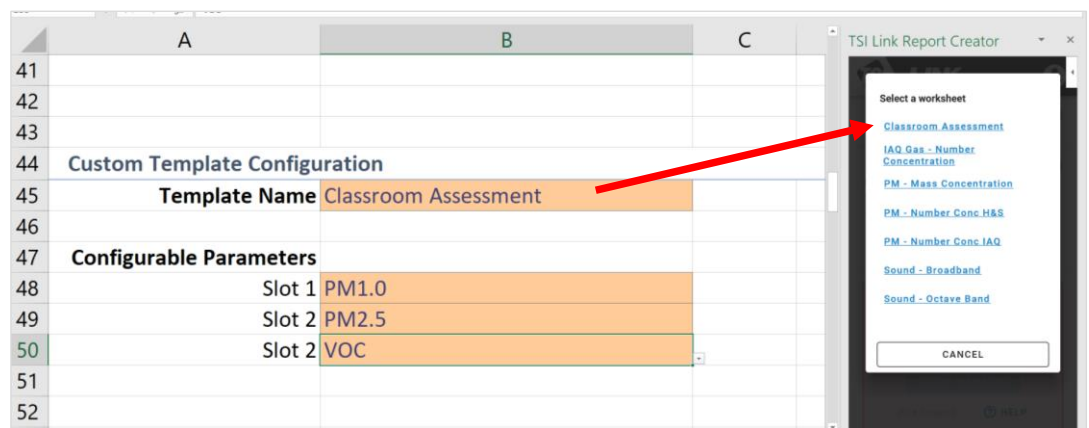 A B C
TSI Link Report Creator
41
42
43
44 Custom Template Configuration
45 Template Name Classroom Assessment
46
47 Configurable Parameters
48 Slot 1 PM1.0
49 Slot 2 PM2.5
50 Slot 2 VOC
51
52
Select a worksheet
Classroom Assessment
IAQ Gas - Number
Concentration
PM - Mass Concentration
PM - Number Conc H&S
PM - Number Conc IAQ
Sound - Broadband
Sound - Octave Band
CANCEL
HELP